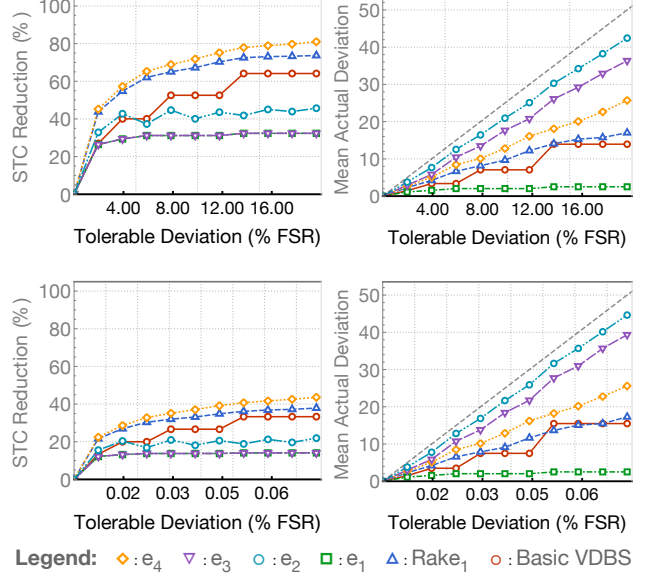 STC Reduction (%)
100
80
60
40
20
0
4.00 8.00 12.00 16.00
Tolerable Deviation (% FSR)
Mean Actual Deviation
50
40
30
20
10
0
4.00 8.00 12.00 16.00
Tolerable Deviation (% FSR)
STC Reduction (%)
100
80
60
40
20
0
0.02 0.03 0.05 0.06
Tolerable Deviation (% FSR)
Mean Actual Deviation
50
40
30
20
10
0
0.02 0.03 0.05 0.06
Tolerable Deviation (% FSR)
Legend: : e4 : e3 : e2 : e1 : Rake1 : Basic VDBS